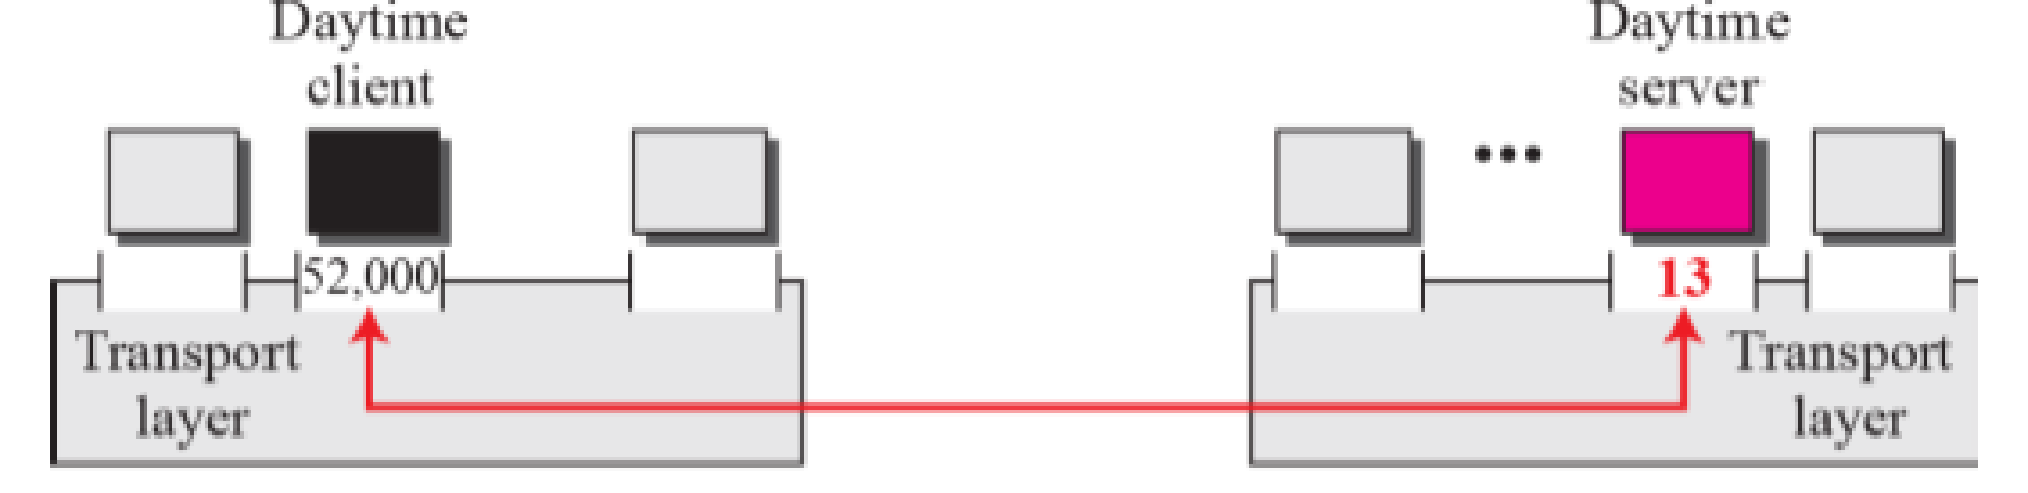 Daytime
client
Daytime
server
•••
52,000
13
Transport
layer
Transport
layer